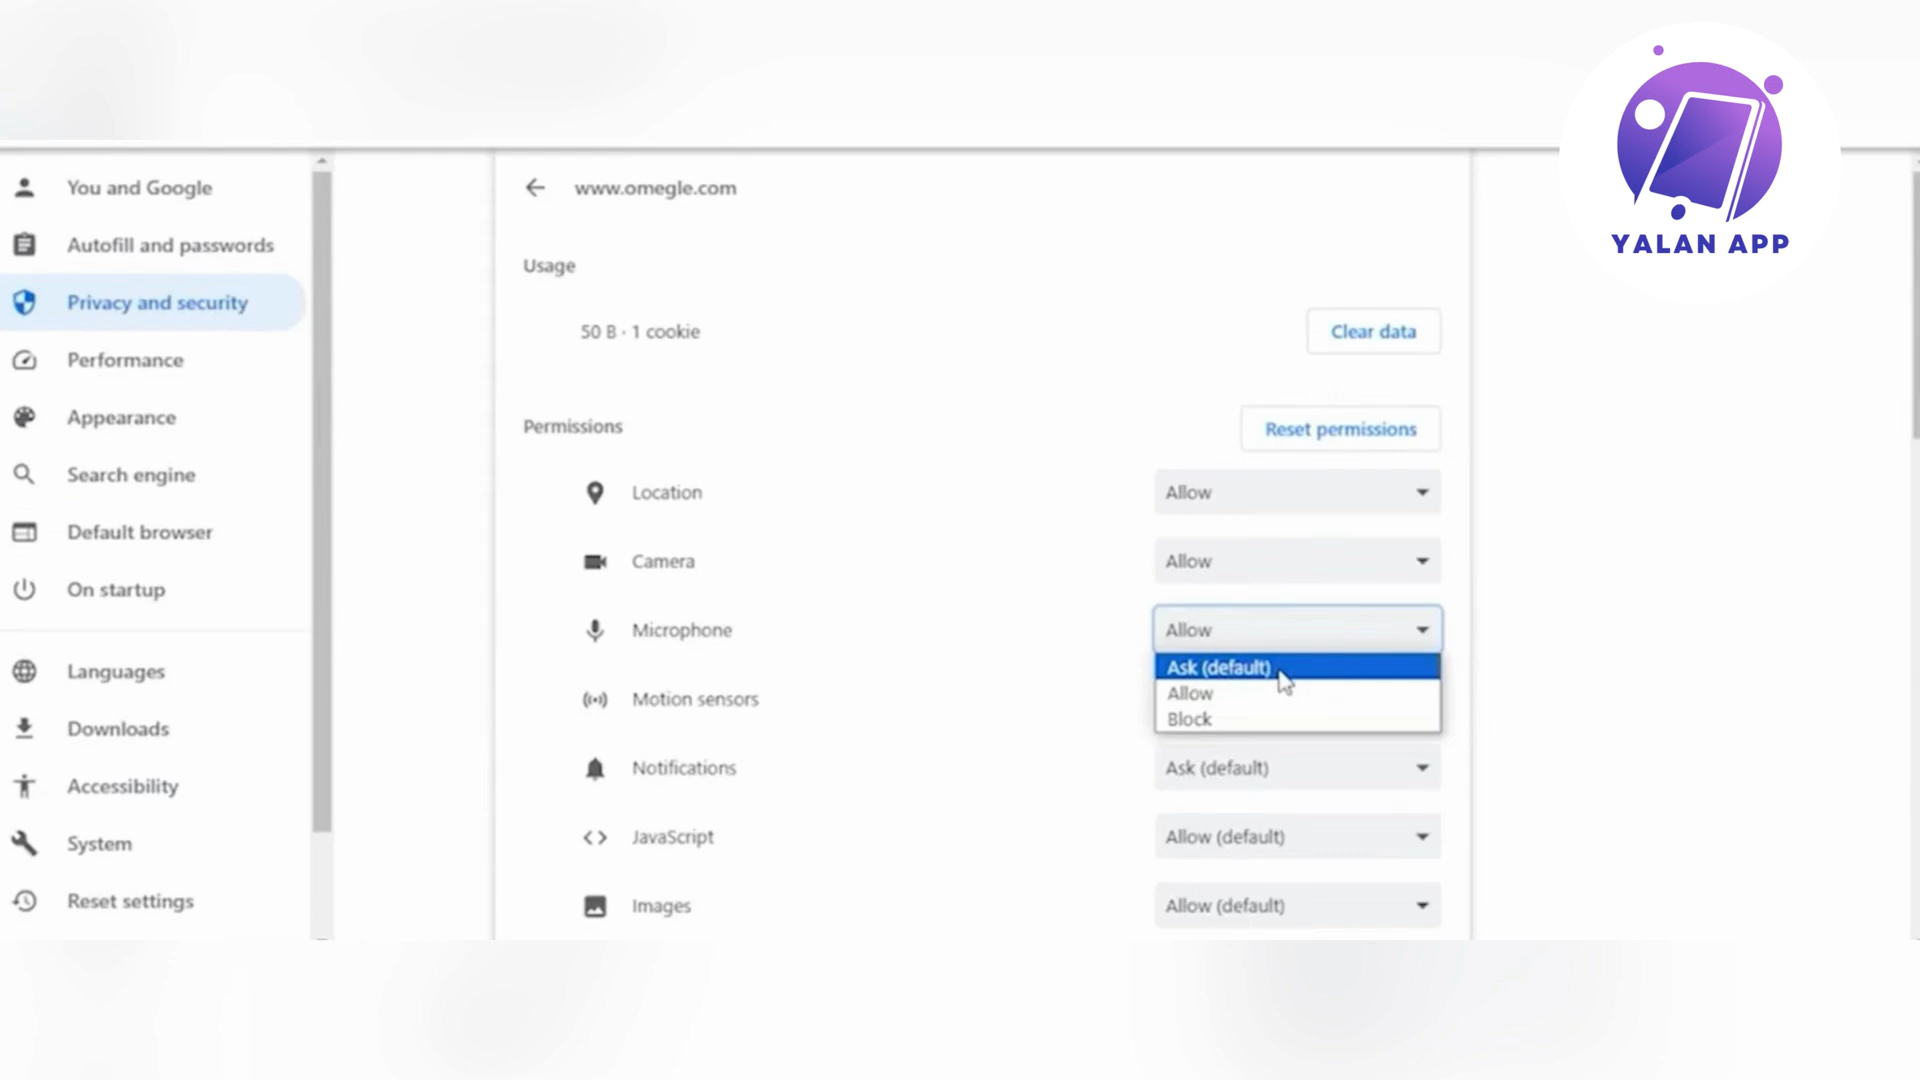 YALAN APP
You and Google
Autofill and passwords
Privacy and security
Performance
Appearance
Search engine
Default browser
On startup
Languages
Downloads
Accessibility
System
Reset settings
www.omegle.com
Usage
50 B · 1 cookie
Clear data
Permissions
Reset permissions
Location Allow
Camera Allow
Microphone Allow
Ask (default)
Allow
Block
Motion sensors
Notifications Ask (default)
JavaScript Allow (default)
Images Allow (default)